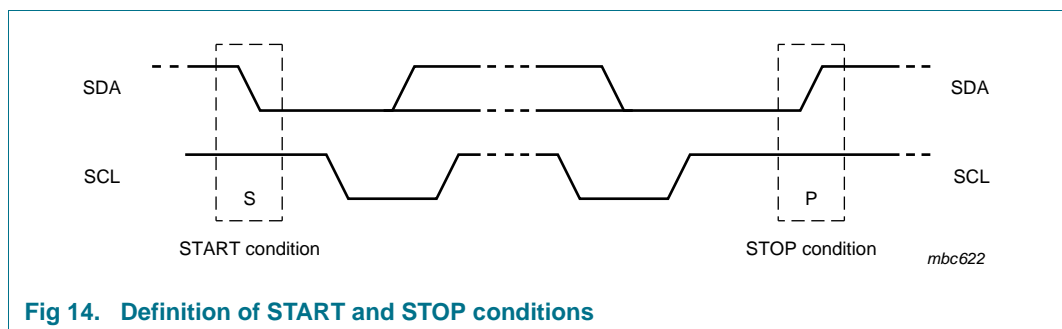 SDA
SDA
SCL
SCL
S
P
START condition
STOP condition
mbc622
Fig 14. Definition of START and STOP conditions